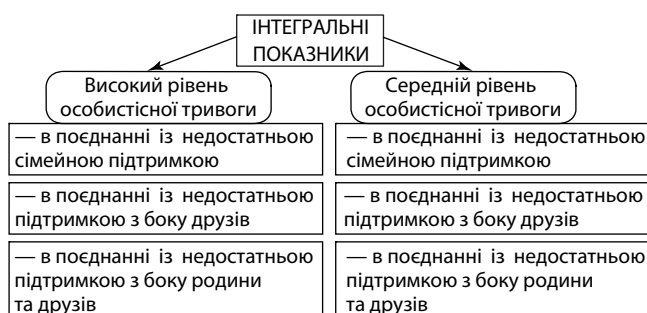 ІНТЕГРАЛЬНІ
ПОКАЗНИКИ
Високий рівень
особистісної тривоги
— в поєднанні із недостатньою
сімейною підтримкою
— в поєднанні із недостатньою
підтримкою з боку друзів
— в поєднанні із недостатньою
підтримкою з боку родини
та друзів
Середній рівень
особистісної тривоги
— в поєднанні із недостатньою
сімейною підтримкою
— в поєднанні із недостатньою
підтримкою з боку друзів
— в поєднанні із недостатньою
підтримкою з боку родини
та друзів